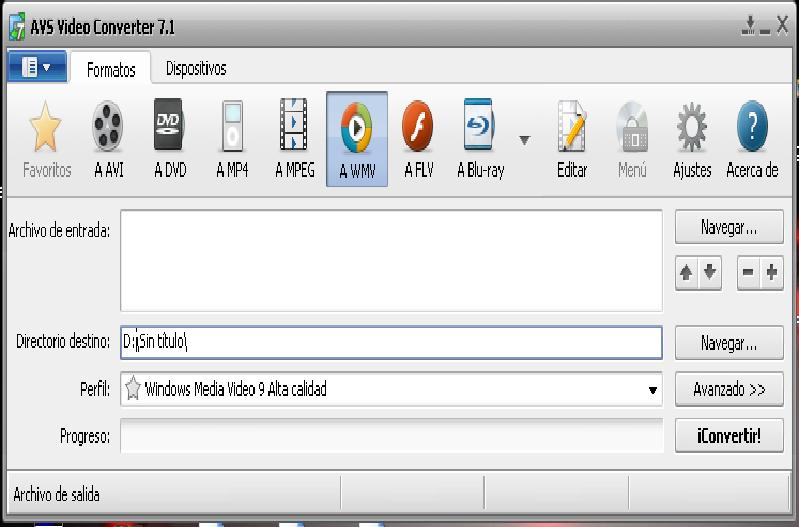 AVS Video Converter 7.1
Formatos Dispositivos
DVD
Favoritos A AVI A DVD A MP4 A MPEG A WMV A FLV A Blu-ray Editar Menú Ajustes Acerca de
Archivo de entrada: Navegar...
Directorio destino: D:\Sin título\ Navegar...
Perfil: Windows Media Video 9 Alta calidad Avanzado >>
Progreso: ¡Convertir!
Archivo de salida